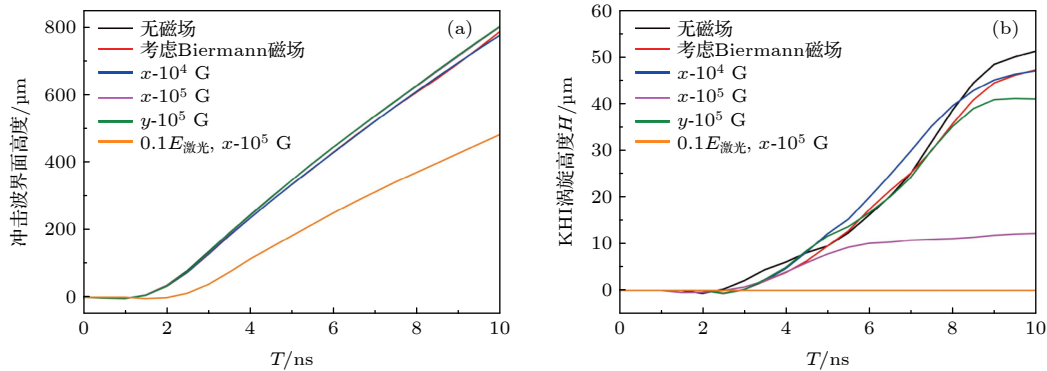 (a)
无磁场
考虑Biermann磁场
x-10⁴ G
x-10⁵ G
y-10⁵ G
0.1E激光, x-10⁵ G
冲击波界面高度/µm
800
600
400
200
0
0 2 4 6 8 10
T/ns
(b)
无磁场
考虑Biermann磁场
x-10⁴ G
x-10⁵ G
y-10⁵ G
0.1E激光, x-10⁵ G
KHI涡旋高度H/µm
60
50
40
30
20
10
0
0 2 4 6 8 10
T/ns